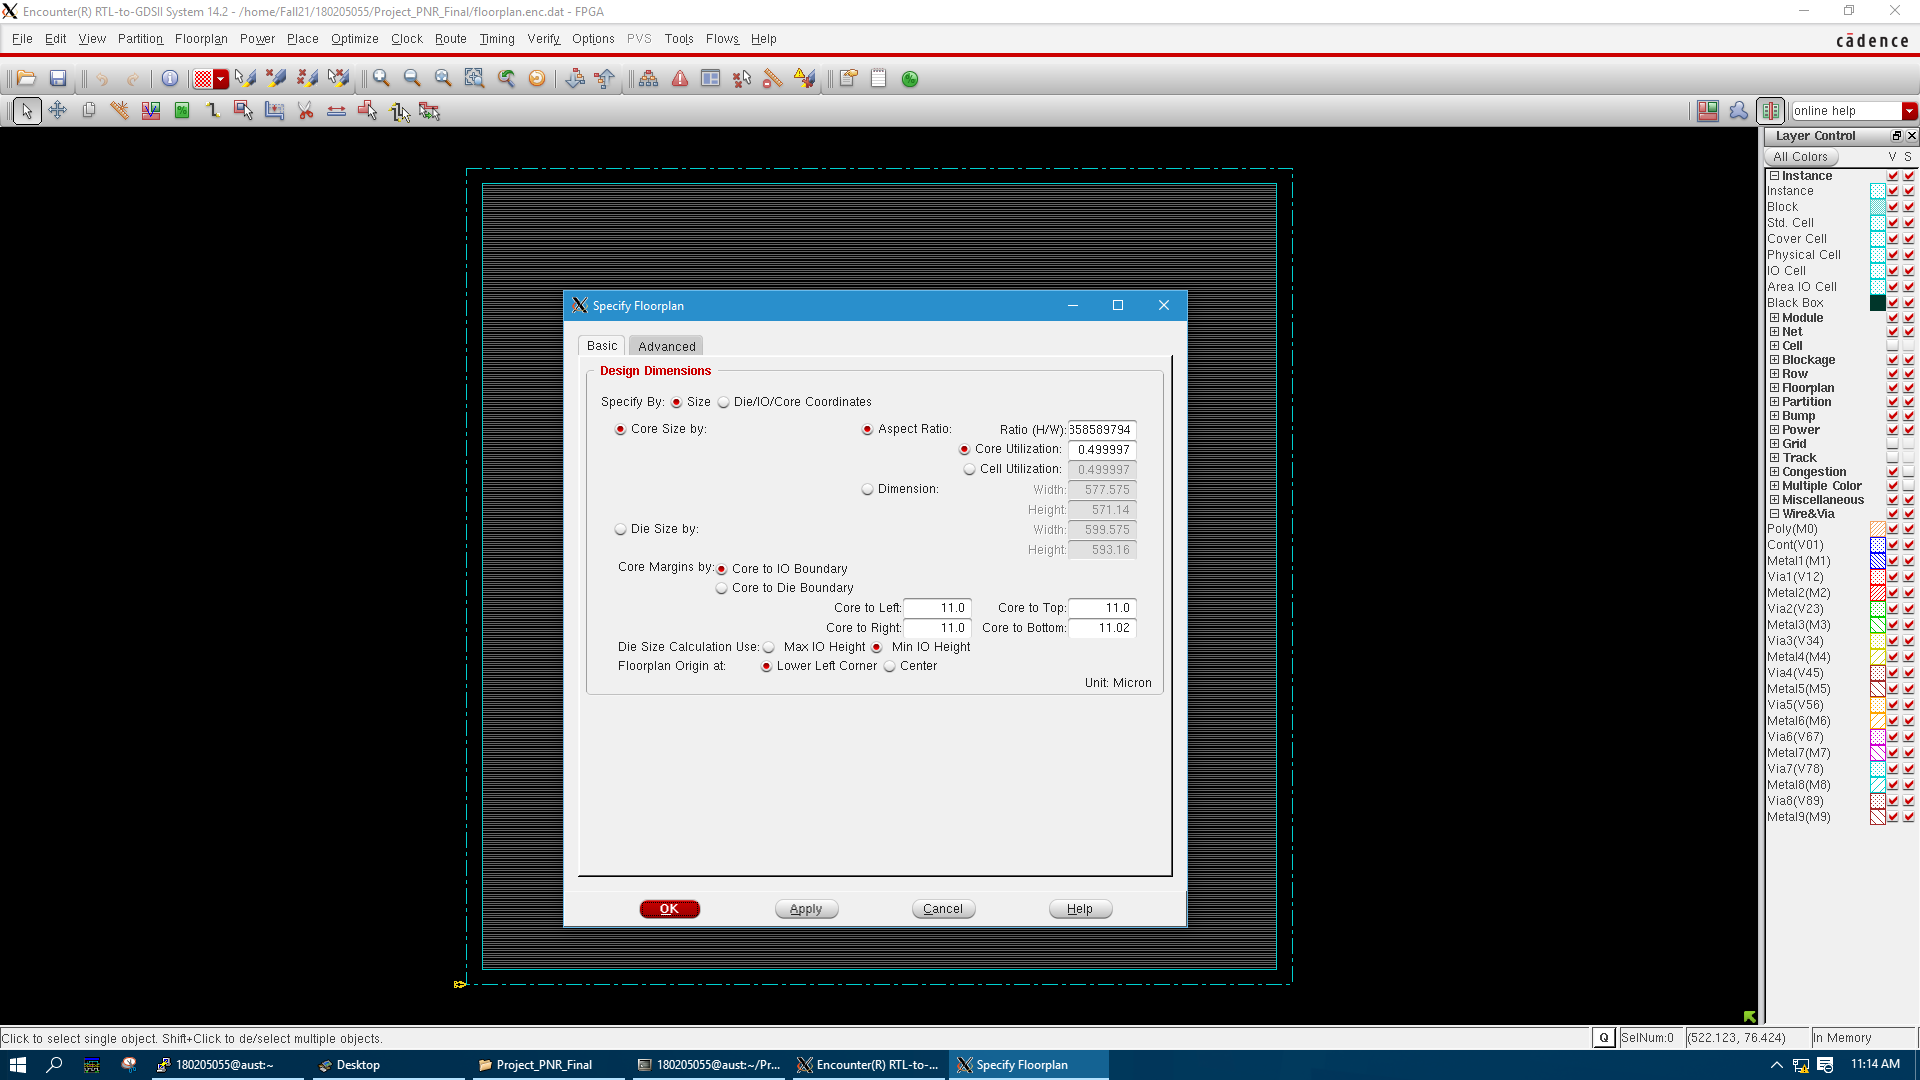 Encounter(R) RTL-to-GDSII System 14.2 - /home/Fall21/180205055/Project_PNR_Final/floorplan.enc.dat - FPGA
File Edit View Partition Floorplan Power Place Optimize Clock Route Timing Verify Options PVS Tools Flows Help
cādence
online help
Layer Control
All Colors V S
Instance
Instance
Block
Std. Cell
Cover Cell
Physical Cell
IO Cell
Area IO Cell
Black Box
Module
Net
Cell
Blockage
Row
Floorplan
Partition
Bump
Power
Grid
Track
Congestion
Multiple Color
Miscellaneous
Wire&Via
Poly(M0)
Cont(V01)
Metal1(M1)
Via1(V12)
Metal2(M2)
Via2(V23)
Metal3(M3)
Via3(V34)
Metal4(M4)
Via4(V45)
Metal5(M5)
Via5(V56)
Metal6(M6)
Via6(V67)
Metal7(M7)
Via7(V78)
Metal8(M8)
Via8(V89)
Metal9(M9)
Specify Floorplan
Basic Advanced
Design Dimensions
Specify By: Size Die/IO/Core Coordinates
Core Size by: Aspect Ratio: Ratio (H/W): 358589794
Core Utilization: 0.499997
Cell Utilization: 0.499997
Dimension: Width: 577.575
Height: 571.14
Die Size by: Width: 599.575
Height: 593.16
Core Margins by: Core to IO Boundary
Core to Die Boundary
Core to Left: 11.0 Core to Top: 11.0
Core to Right: 11.0 Core to Bottom: 11.02
Die Size Calculation Use: Max IO Height Min IO Height
Floorplan Origin at: Lower Left Corner Center
Unit: Micron
OK Apply Cancel Help
Click to select single object. Shift+Click to de/select multiple objects.
Q SelNum:0 (522.123, 76.424) In Memory
180205055@aust:~ Desktop Project_PNR_Final 180205055@aust:~/Pr... Encounter(R) RTL-to-... Specify Floorplan 11:14 AM